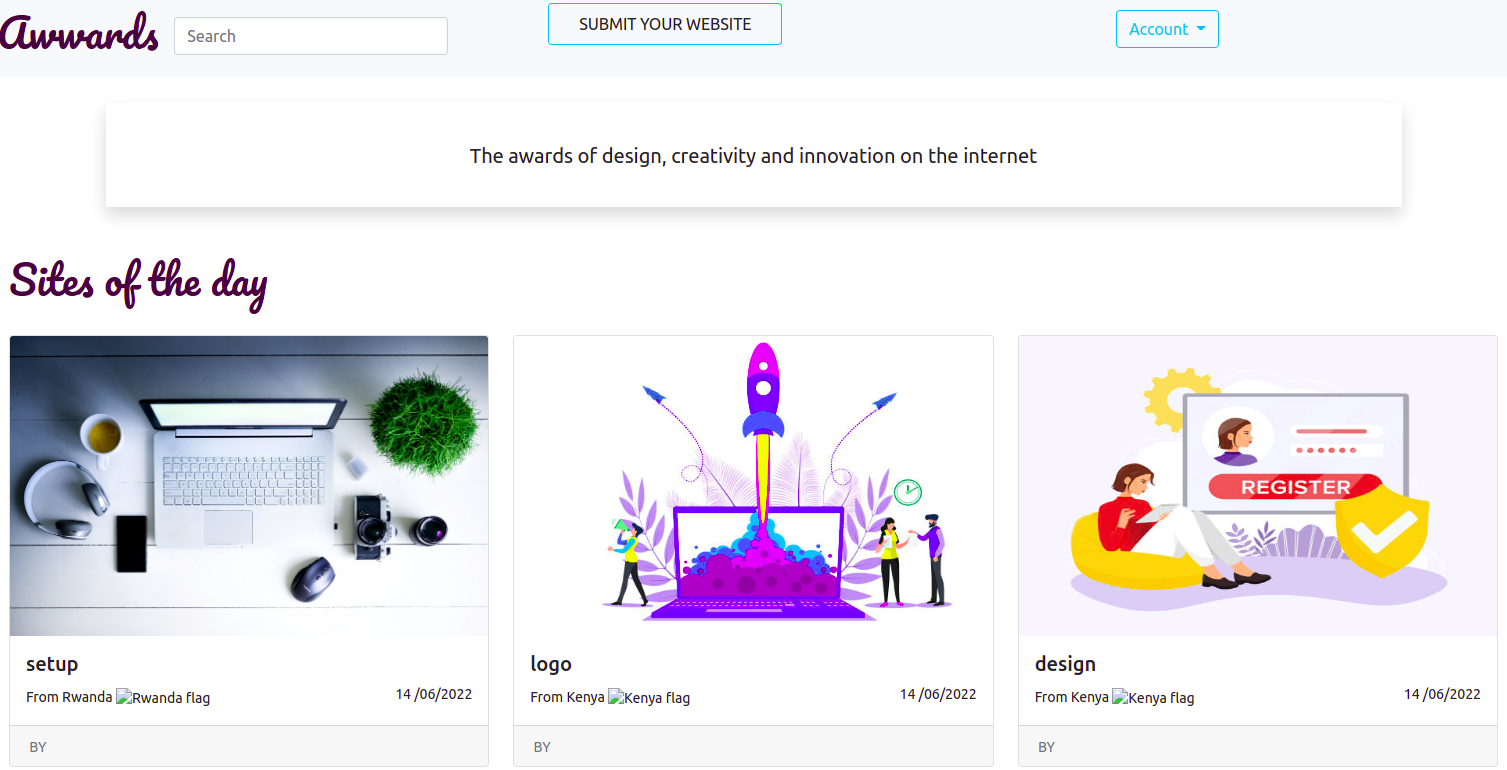 Awwards
Search
SUBMIT YOUR WEBSITE
Account
The awards of design, creativity and innovation on the internet
Sites of the day
REGISTER
setup
From Rwanda Rwanda flag 14 /06/2022
BY
logo
From Kenya Kenya flag 14 /06/2022
BY
design
From Kenya Kenya flag 14 /06/2022
BY